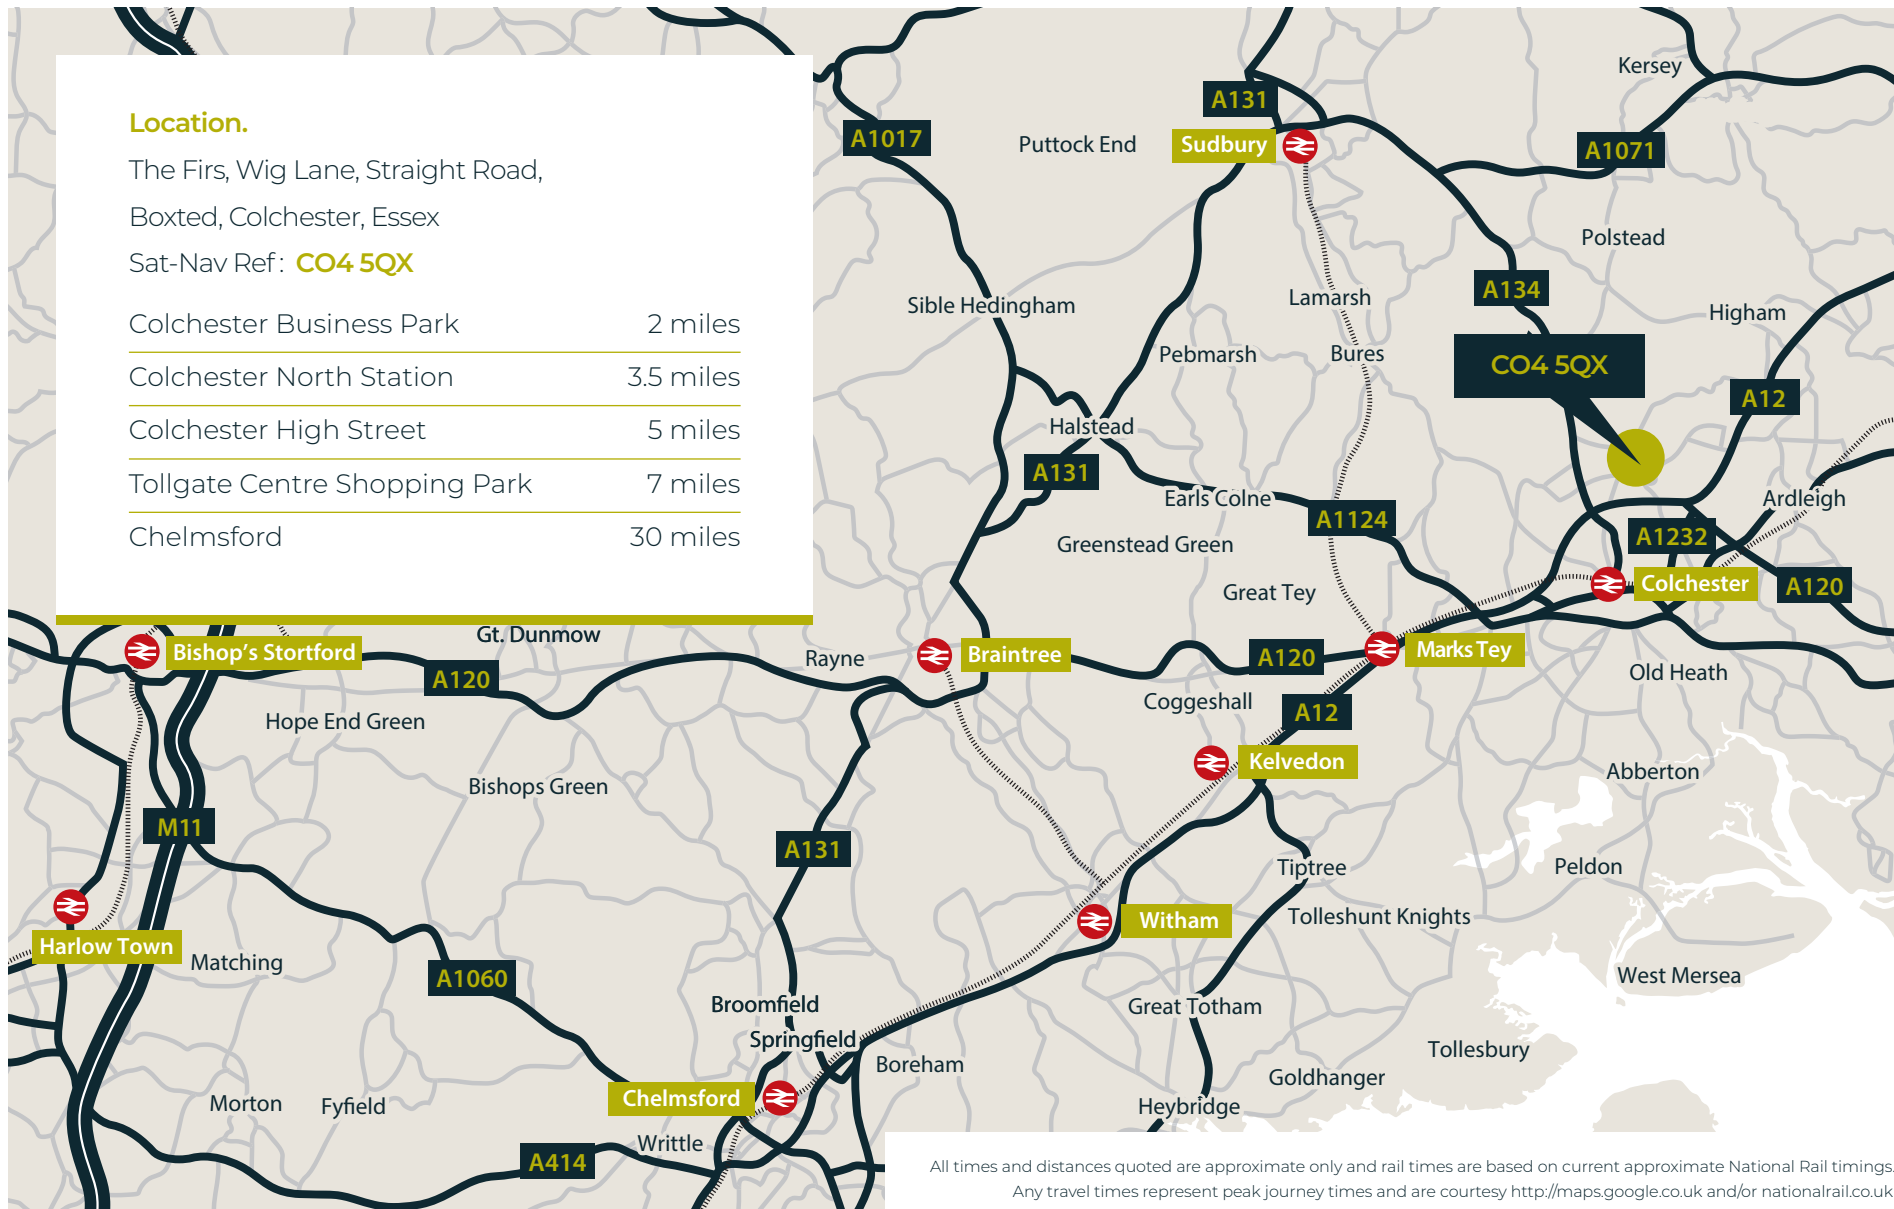 Location.
The Firs, Wig Lane, Straight Road,
Boxted, Colchester, Essex
Sat-Nav Ref : CO4 5QX
Colchester Business Park 2 miles
Colchester North Station 3.5 miles
Colchester High Street 5 miles
Tollgate Centre Shopping Park 7 miles
Chelmsford 30 miles
Kersey
A131
A1017
Puttock End
Sudbury
A1071
Polstead
A134
Lamarsh
Sible Hedingham
Higham
Pebmarsh
Bures
CO4 5QX
A12
Halstead
A131
Earls Colne
Ardleigh
A1124
A1232
Greenstead Green
Great Tey
Colchester
A120
Gt. Dunmow
Bishop's Stortford
A120
Rayne
Braintree
A120
Marks Tey
Old Heath
Coggeshall
A12
Hope End Green
Kelvedon
Abberton
Bishops Green
M11
A131
Tiptree
Peldon
Tolleshunt Knights
Witham
Harlow Town
Matching
A1060
West Mersea
Broomfield
Great Totham
Springfield
Boreham
Tollesbury
Goldhanger
Chelmsford
Morton
Fyfield
Heybridge
Writtle
A414
All times and distances quoted are approximate only and rail times are based on current approximate National Rail timings.
Any travel times represent peak journey times and are courtesy http://maps.google.co.uk and/or nationalrail.co.uk